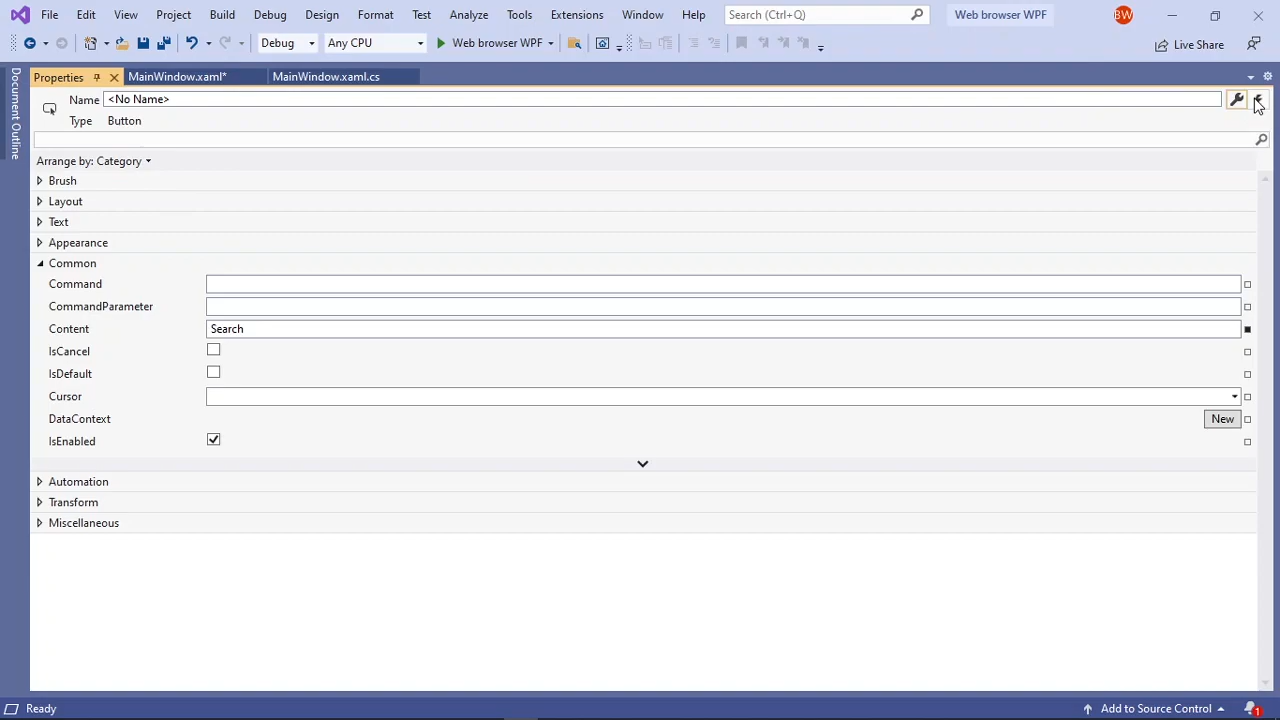 File Edit View Project Build Debug Design Format Test Analyze Tools Extensions Window Help Search (Ctrl+Q) Web browser WPF BW
Debug Any CPU Web browser WPF Live Share
Document Outline
Properties MainWindow.xaml* MainWindow.xaml.cs
Name <No Name>
Type Button
Arrange by: Category
Brush
Layout
Text
Appearance
Common
Command
CommandParameter
Content Search
IsCancel
IsDefault
Cursor
DataContext New
IsEnabled
Automation
Transform
Miscellaneous
Ready Add to Source Control 1